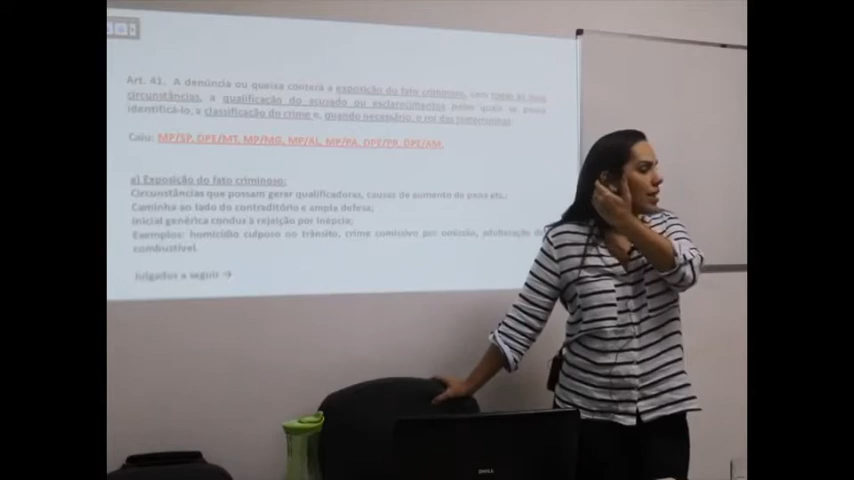 Art. 41. A denúncia ou queixa conterá a exposição do fato criminoso, com todas as suas
circunstâncias, a qualificação do acusado ou esclarecimentos pelos quais se possa
identificá-lo, a classificação do crime e, quando necessário, o rol das testemunhas.
Caiu: MP/SP, DPE/MT, MP/MG, MP/AL, MP/PA, DPE/PR, DPE/AM.
a) Exposição do fato criminoso:
Circunstâncias que possam gerar qualificadoras, causas de aumento de pena etc.;
Caminha ao lado do contraditório e ampla defesa;
Inicial genérica conduz à rejeição por inépcia;
Exemplos: homicídio culposo no trânsito, crime comissivo por omissão, adulteração de
combustível.
Julgados a seguir →